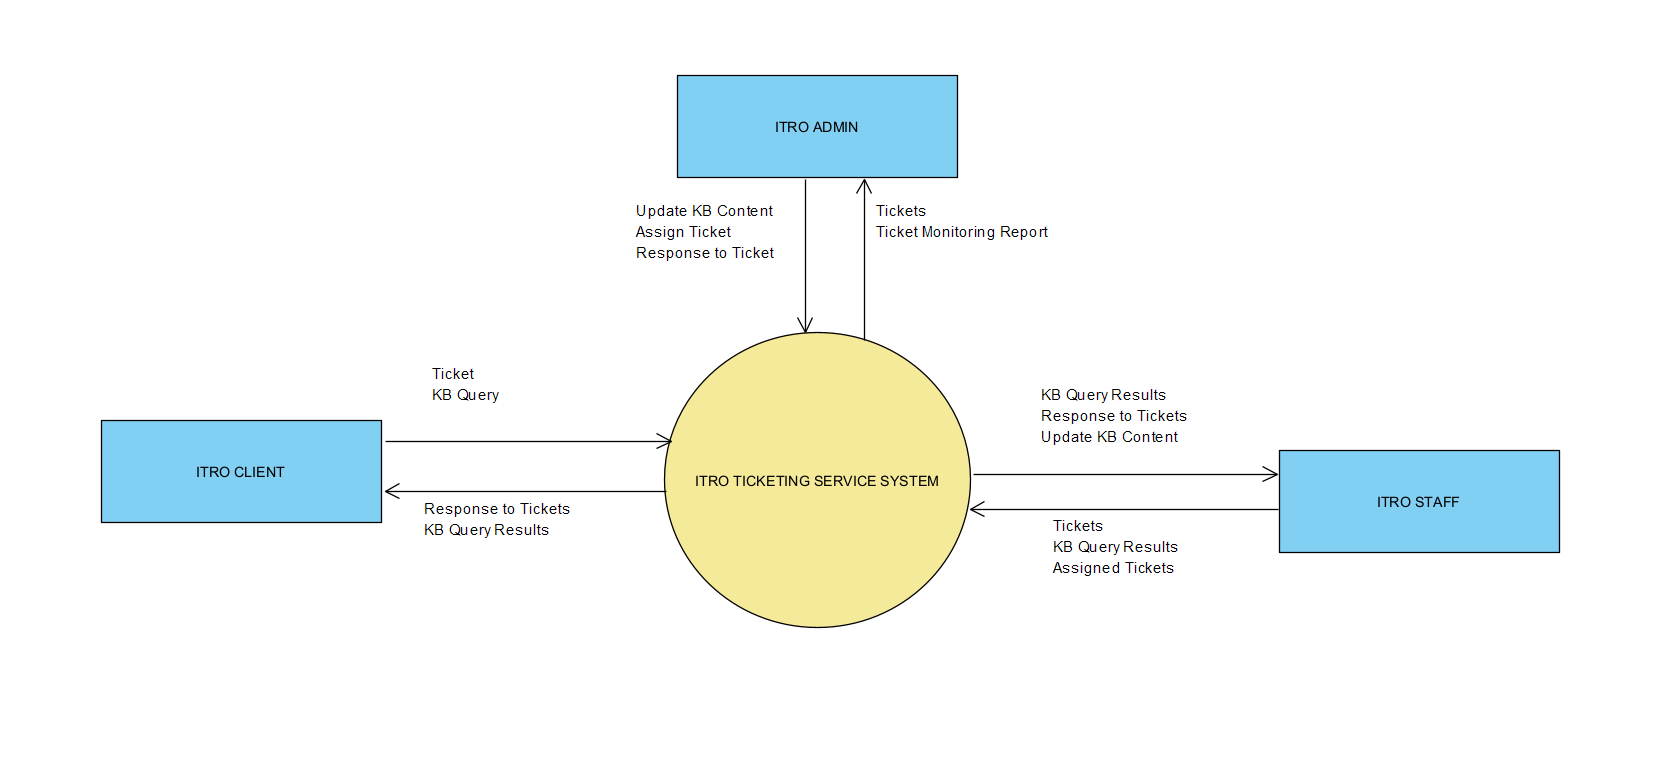 ITRO ADMIN
Update KB Content
Assign Ticket
Response to Ticket
Tickets
Ticket Monitoring Report
Ticket
KB Query
ITRO CLIENT
Response to Tickets
KB Query Results
ITRO TICKETING SERVICE SYSTEM
KB Query Results
Response to Tickets
Update KB Content
ITRO STAFF
Tickets
KB Query Results
Assigned Tickets